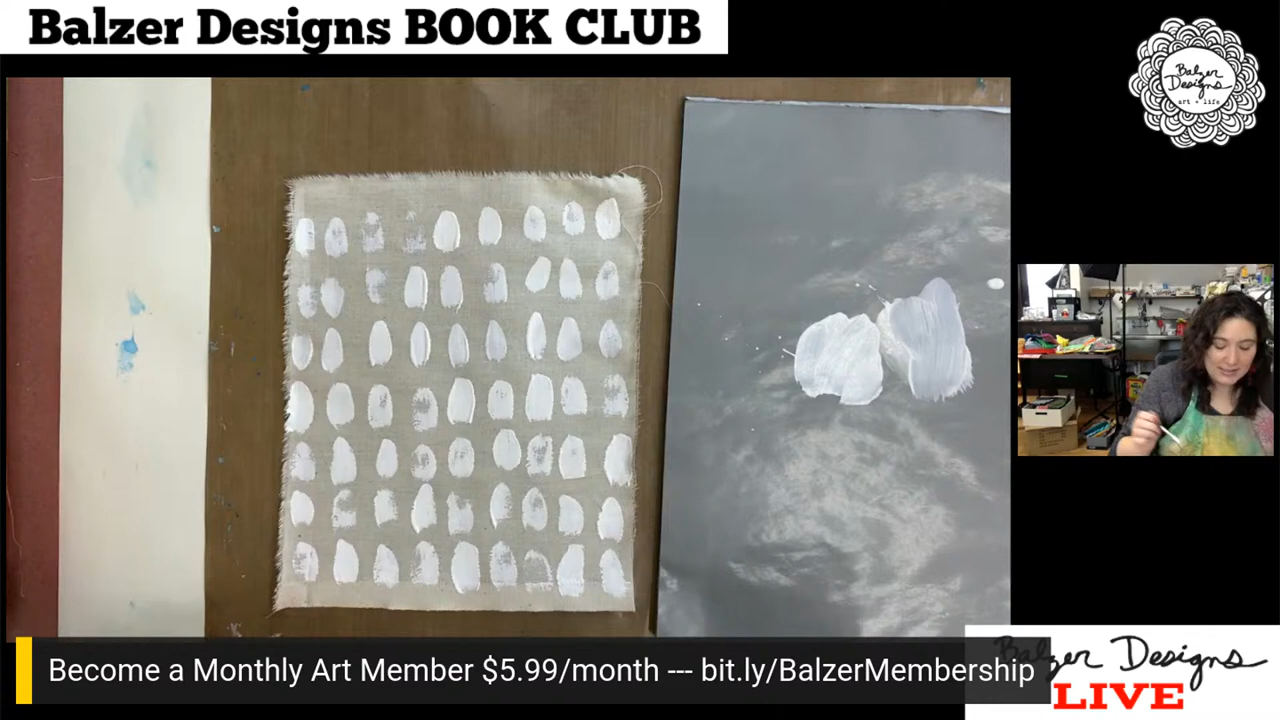 Balzer Designs BOOK CLUB
Balzer
Designs
art + life
Become a Monthly Art Member $5.99/month --- bit.ly/BalzerMembership
Balzer Designs
LIVE